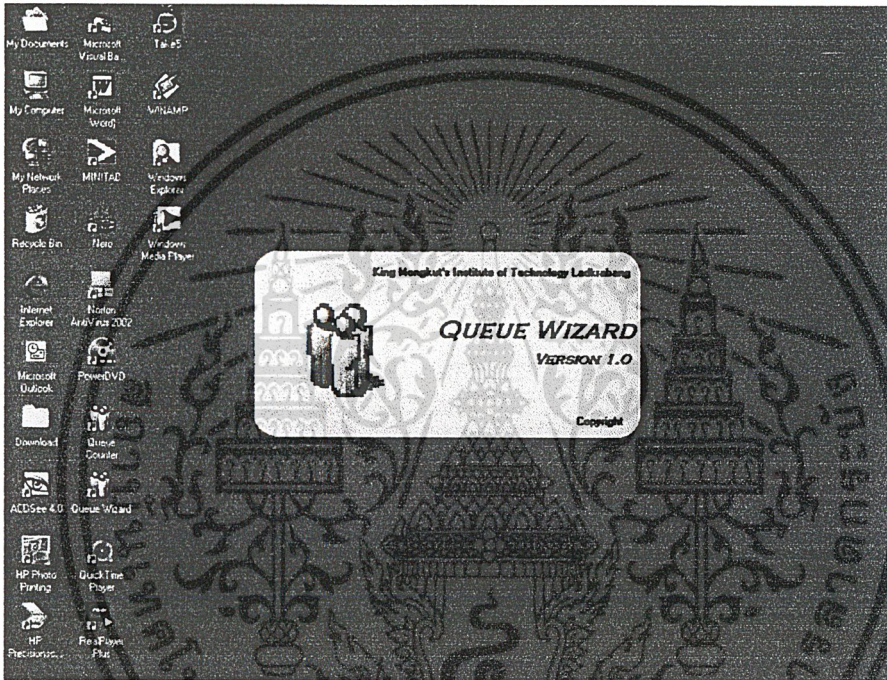 My Documents
Microsoft
Visual Ba...
Take5
My Computer
Microsoft
Word
WINAMP
My Network
Places
MINITAB
Windows
Explorer
Recycle Bin
Nero
Windows
Media Player
Internet
Explorer
Norton
AntiVirus 2002
Microsoft
Outlook
PowerDVD
Download
Queue
Counter
ACDSee 4.0
Queue Wizard
HP Photo
Printing
QuickTime
Player
HP
Precisionsc...
RealPlayer
Plus
King Mongkut's Institute of Technology Ladkrabang
QUEUE WIZARD
VERSION 1.0
Copyright